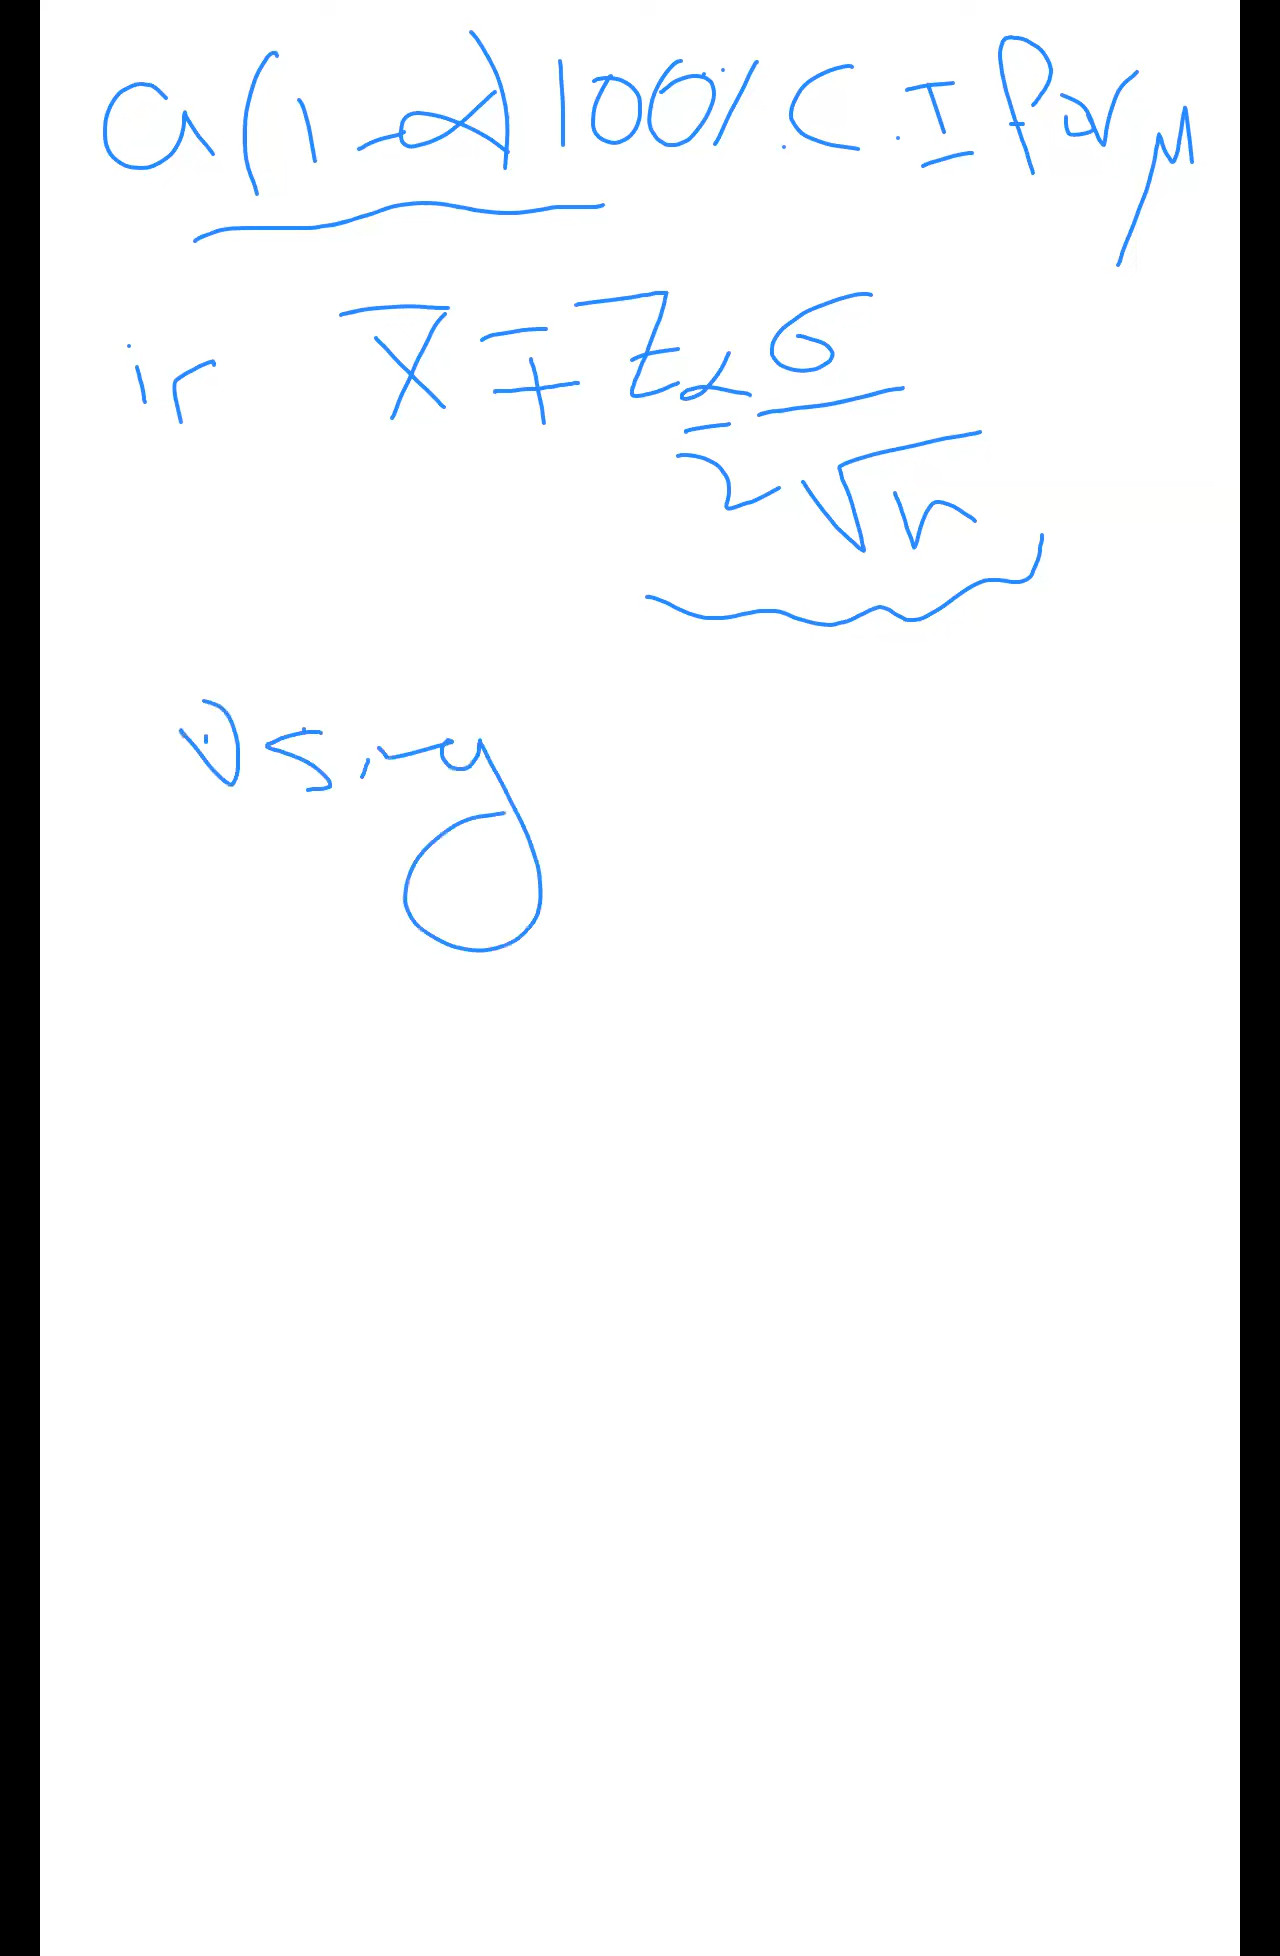 a (1-α)100%. C.I for μ
is X̄ ∓ Z_{α/2} σ/√n
Using